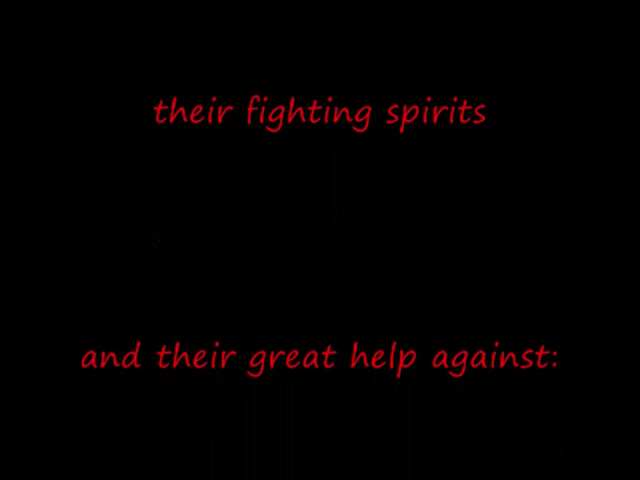 their fighting spirits
and their great help against: